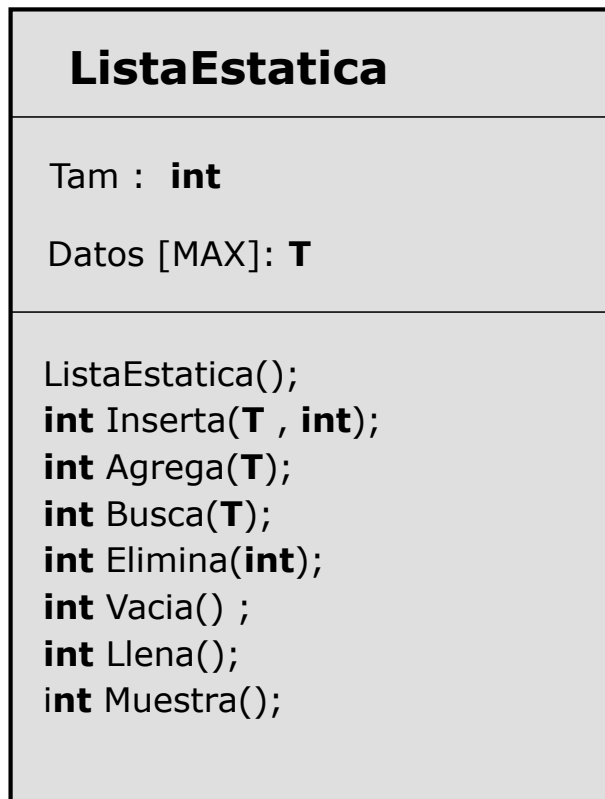 ListaEstatica
Tam : int
Datos [MAX]: T
ListaEstatica();
int Inserta(T , int);
int Agrega(T);
int Busca(T);
int Elimina(int);
int Vacia() ;
int Llena();
int Muestra();